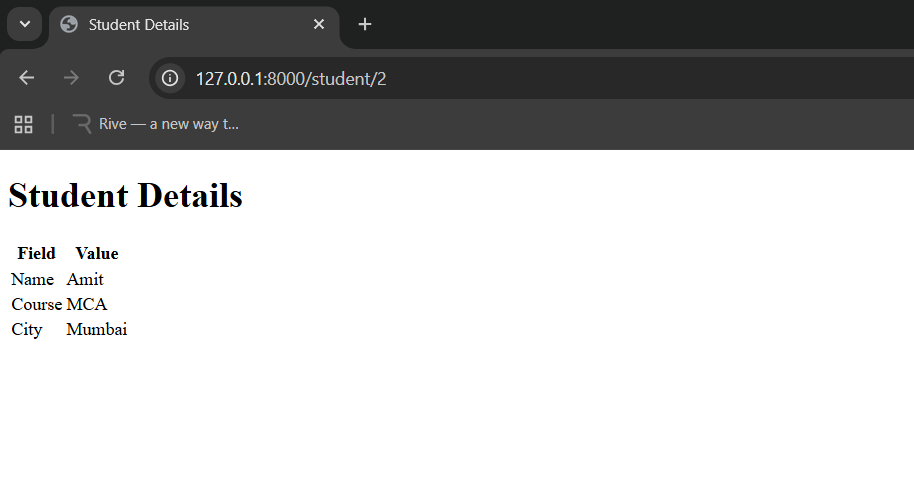 Student Details
127.0.0.1:8000/student/2
Rive — a new way t...
Student Details
Field Value
Name Amit
Course MCA
City Mumbai